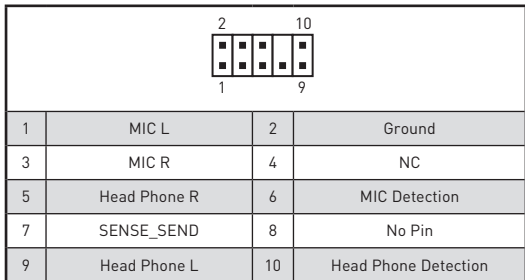 2 10
1 9
1 MIC L 2 Ground
3 MIC R 4 NC
5 Head Phone R 6 MIC Detection
7 SENSE_SEND 8 No Pin
9 Head Phone L 10 Head Phone Detection